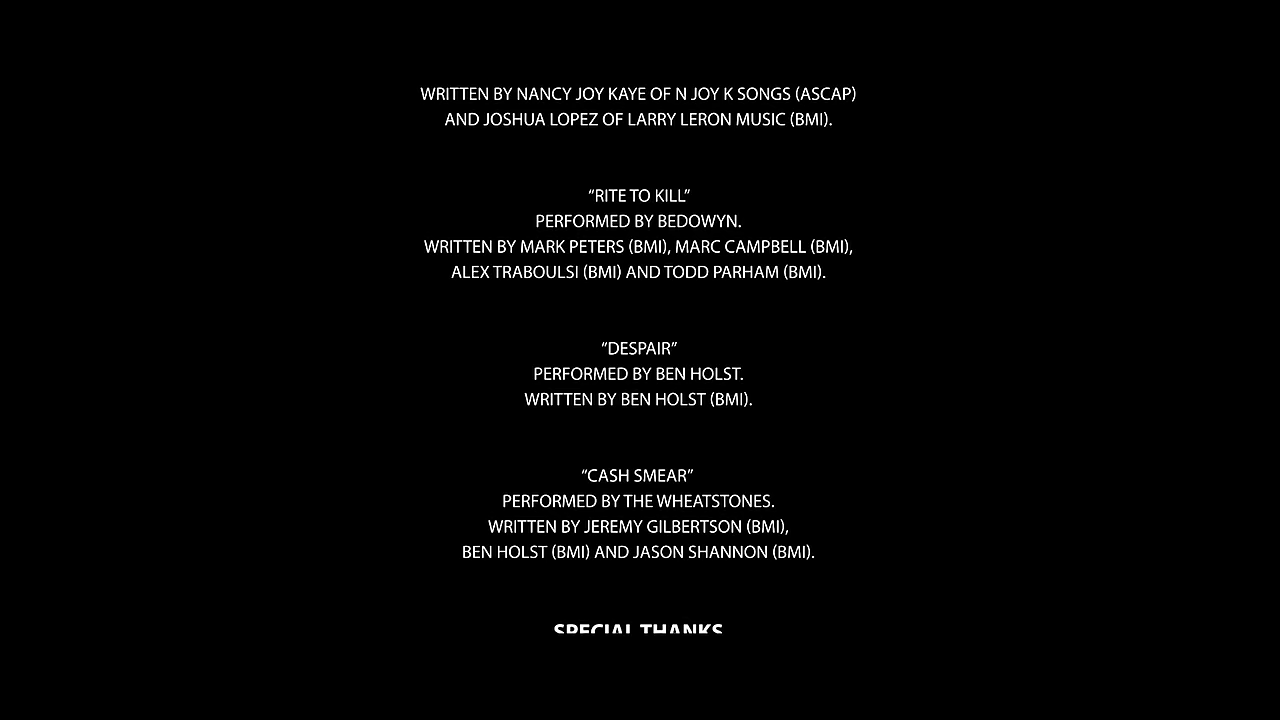 WRITTEN BY NANCY JOY KAYE OF N JOY K SONGS (ASCAP)
AND JOSHUA LOPEZ OF LARRY LERON MUSIC (BMI).
“RITE TO KILL”
PERFORMED BY BEDOWYN.
WRITTEN BY MARK PETERS (BMI), MARC CAMPBELL (BMI),
ALEX TRABOULSI (BMI) AND TODD PARHAM (BMI).
“DESPAIR”
PERFORMED BY BEN HOLST.
WRITTEN BY BEN HOLST (BMI).
“CASH SMEAR”
PERFORMED BY THE WHEATSTONES.
WRITTEN BY JEREMY GILBERTSON (BMI),
BEN HOLST (BMI) AND JASON SHANNON (BMI).
SPECIAL THANKS